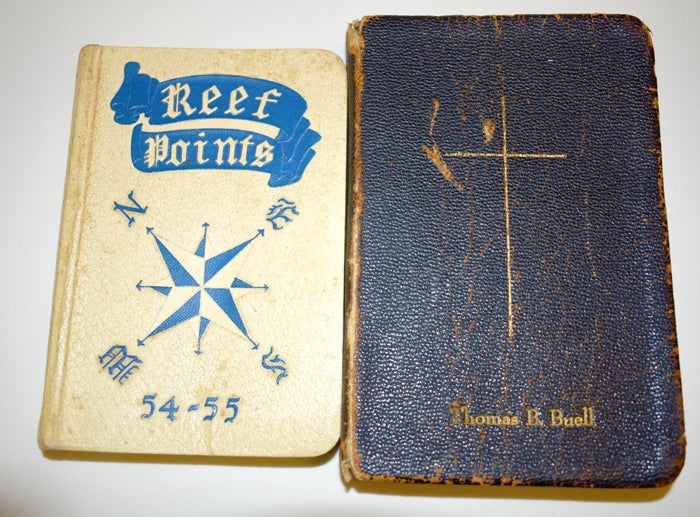 Reef
Points
N
E
W
S
54-55
Thomas B. Buell